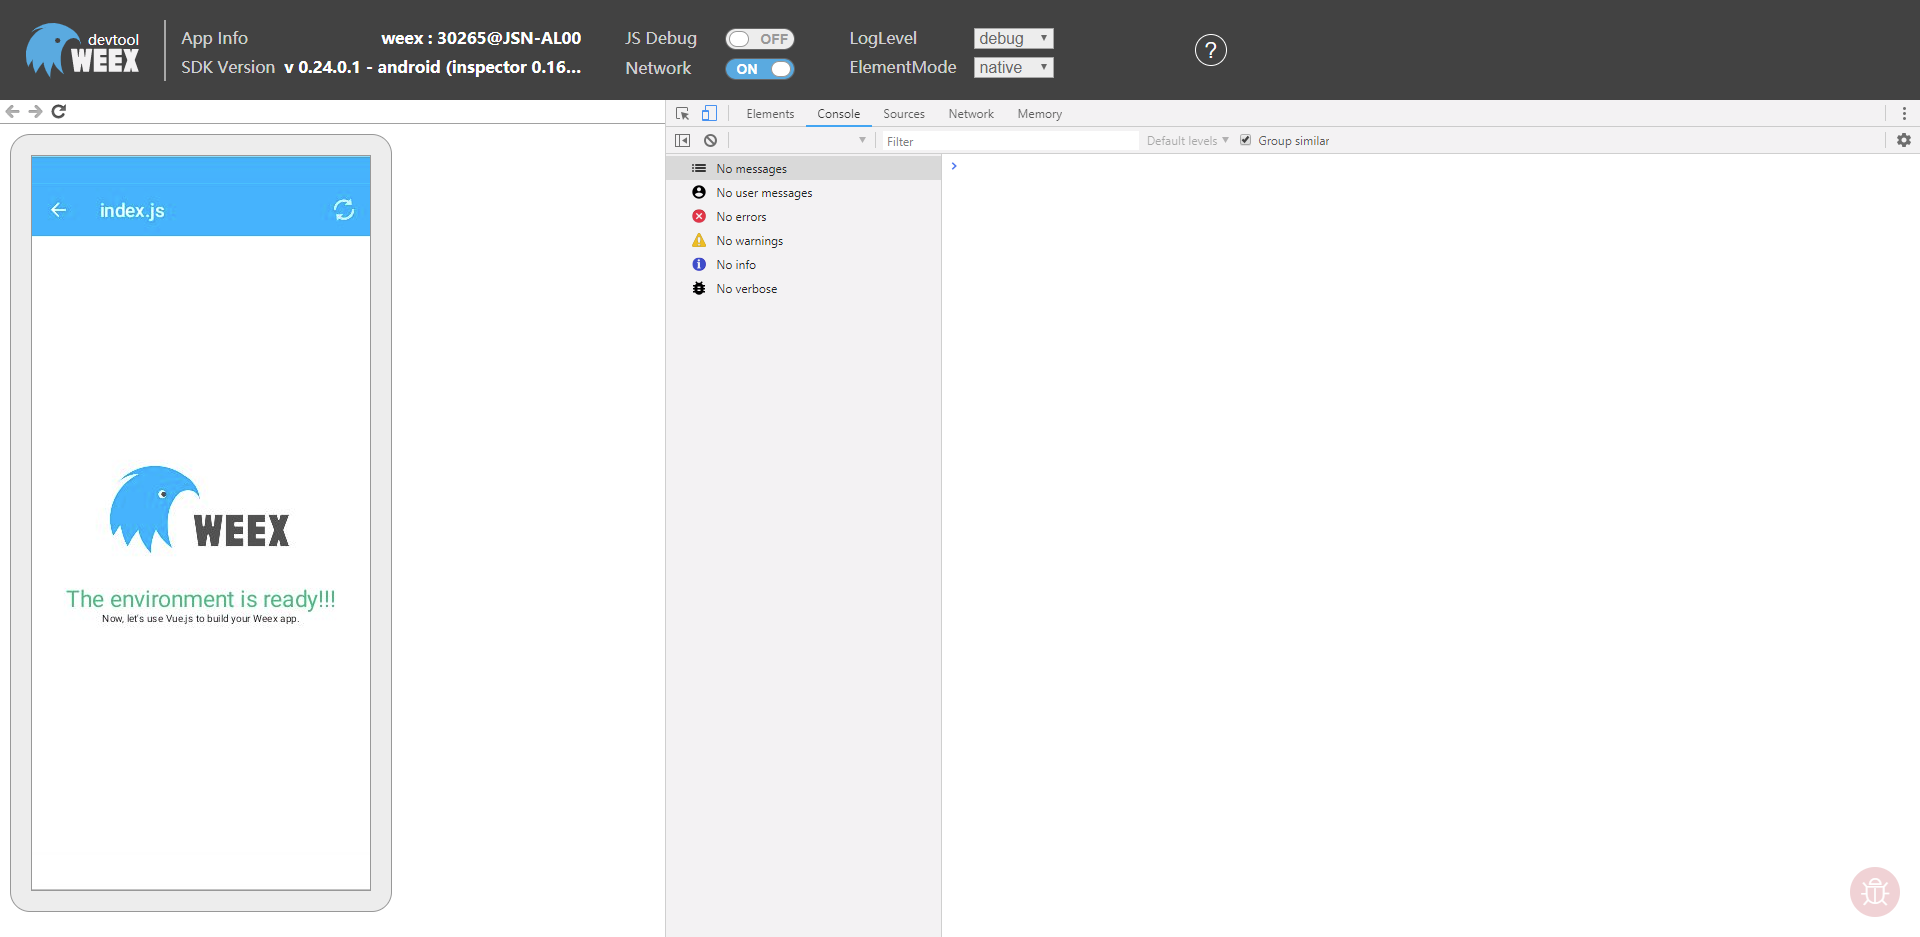 devtool
WEEX
App Info weex : 30265@JSN-AL00
SDK Version v 0.24.0.1 - android (inspector 0.16...
JS Debug OFF
Network ON
LogLevel debug
ElementMode native
?
Elements Console Sources Network Memory
Filter Default levels Group similar
index.js
No messages
No user messages
No errors
No warnings
No info
No verbose
WEEX
The environment is ready!!!
Now, let's use Vue.js to build your Weex app.